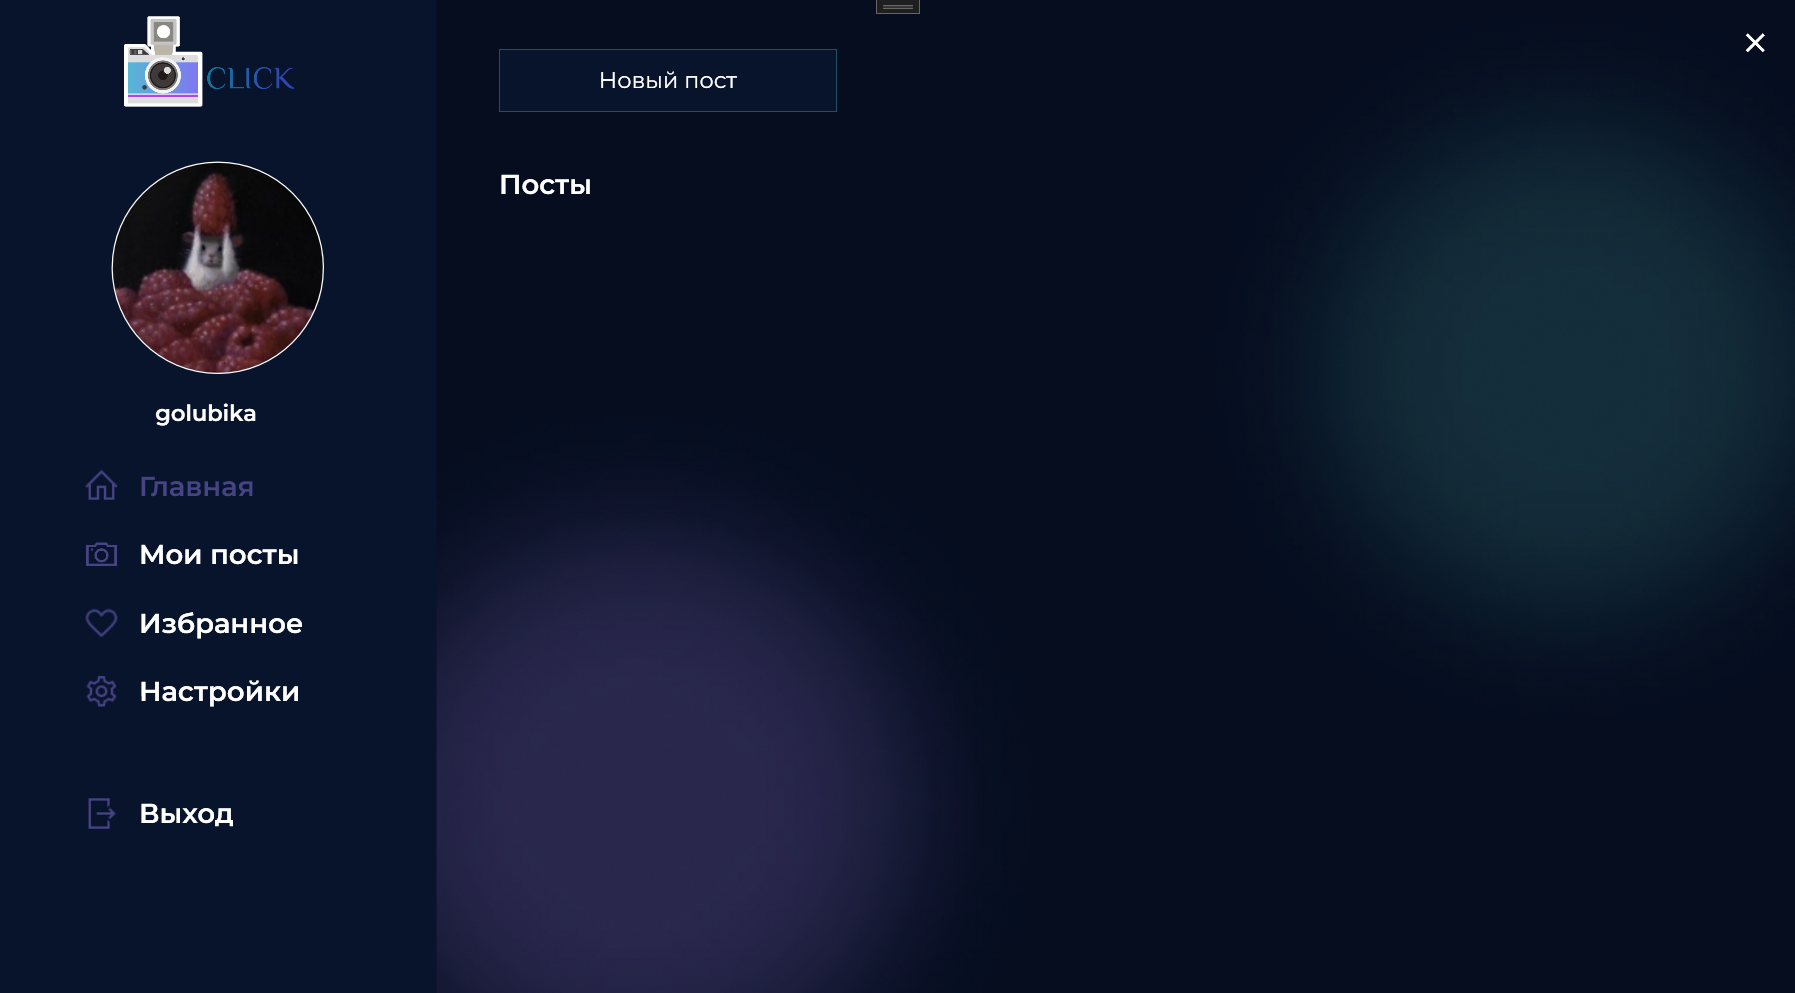 CLICK
golubika
Главная
Мои посты
Избранное
Настройки
Выход
Новый пост
Посты